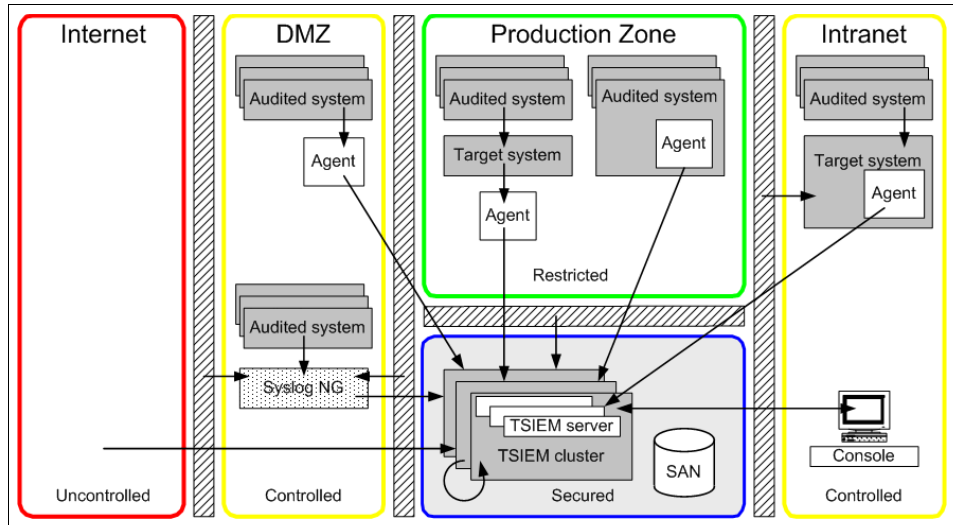 Internet
DMZ
Production Zone
Intranet
Audited system
Agent
Audited system
Syslog NG
Audited system
Target system
Agent
Audited system
Agent
Restricted
Audited system
Target system
Agent
TSIEM server
TSIEM cluster
SAN
Console
Uncontrolled
Controlled
Secured
Controlled